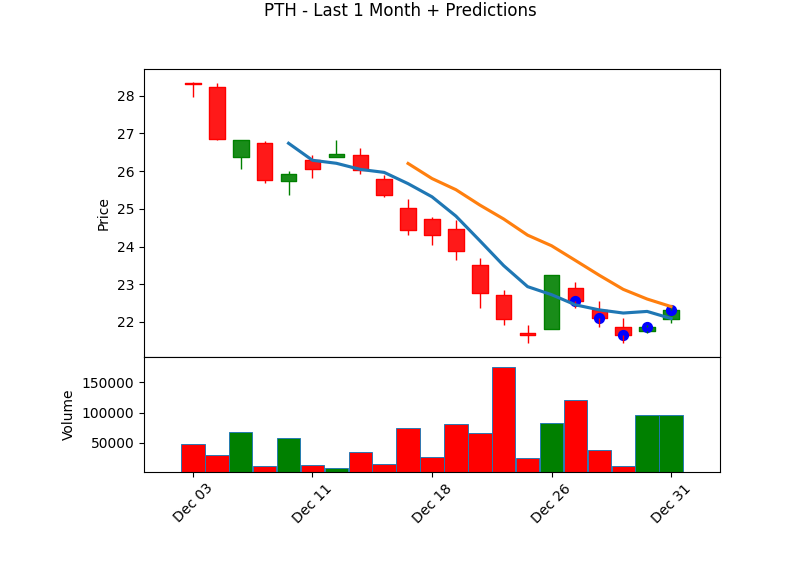 PTH - Last 1 Month + Predictions
28
27
26
25
24
23
22
Price
150000
100000
50000
Volume
Dec 03
Dec 11
Dec 18
Dec 26
Dec 31